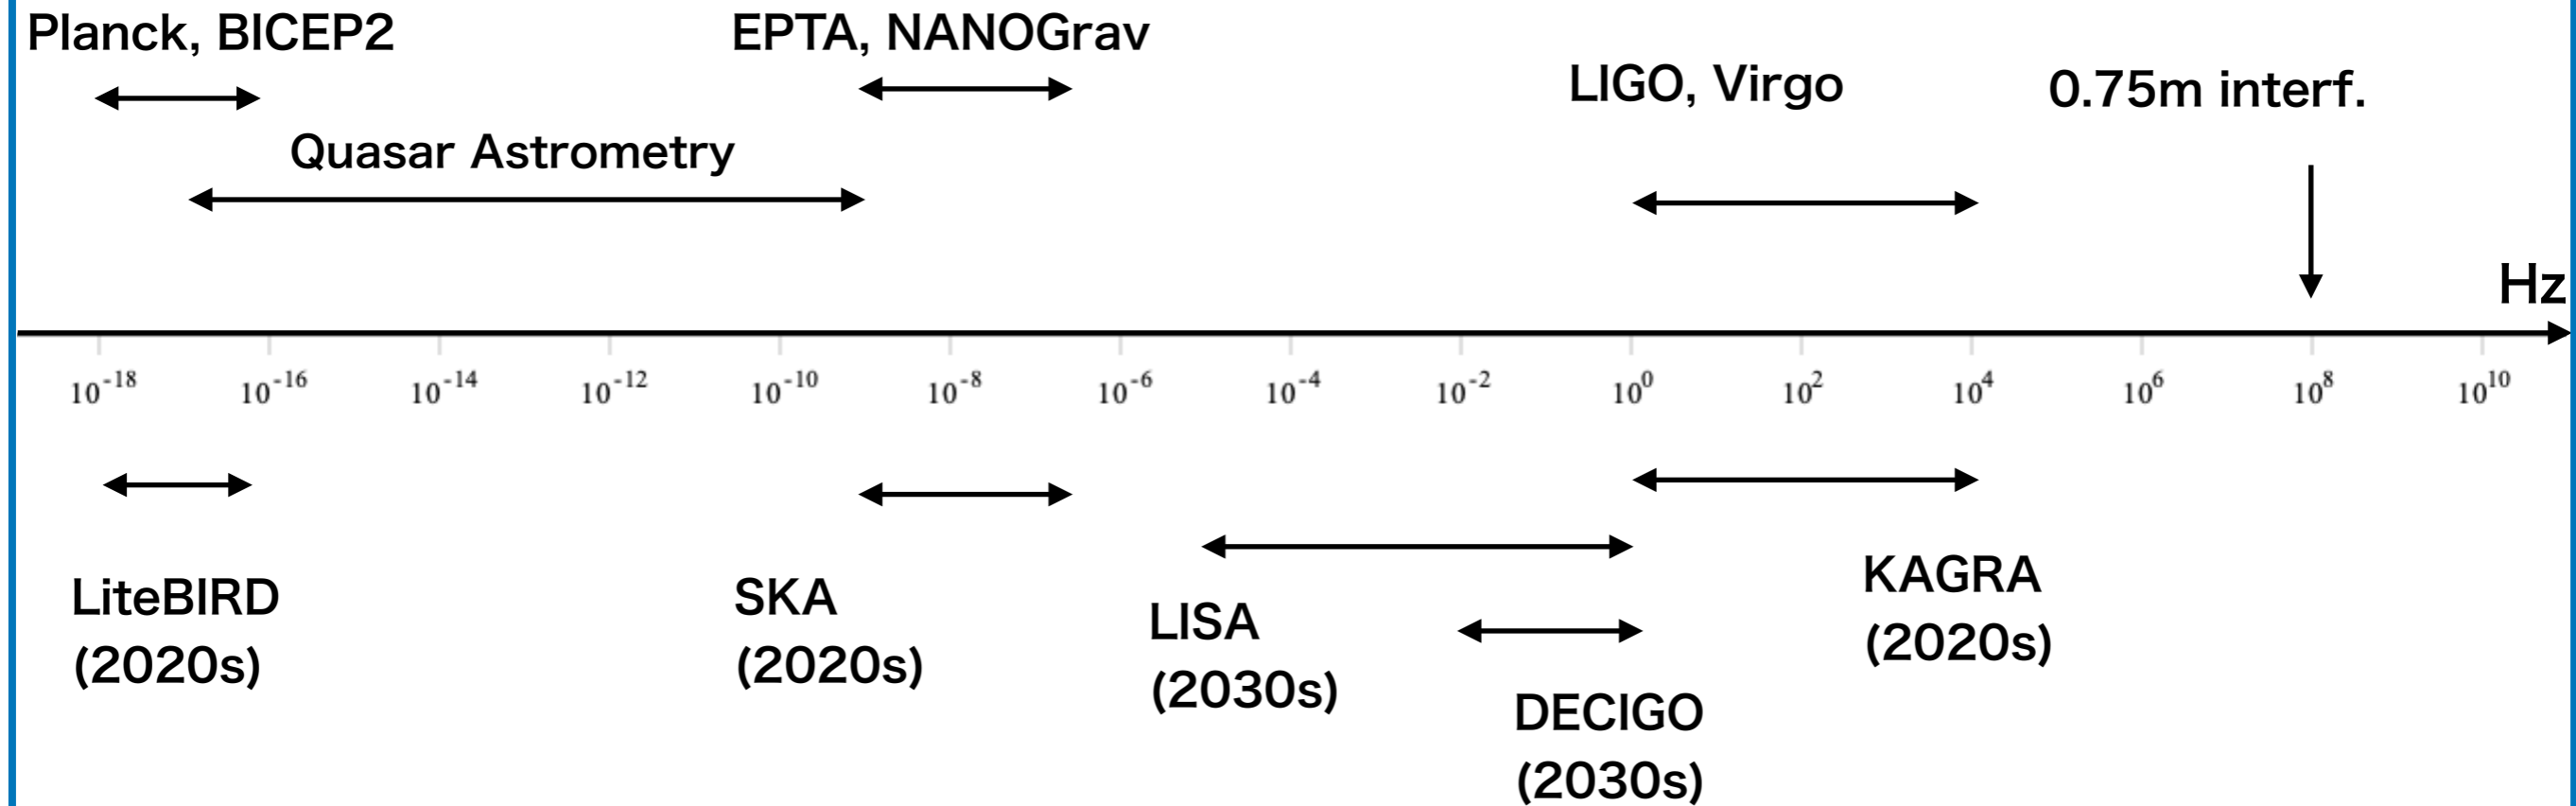 Planck, BICEP2
EPTA, NANOGrav
LIGO, Virgo
0.75m interf.
Quasar Astrometry
Hz
10^-18 10^-16 10^-14 10^-12 10^-10 10^-8 10^-6 10^-4 10^-2 10^0 10^2 10^4 10^6 10^8 10^10
LiteBIRD
(2020s)
SKA
(2020s)
LISA
(2030s)
DECIGO
(2030s)
KAGRA
(2020s)